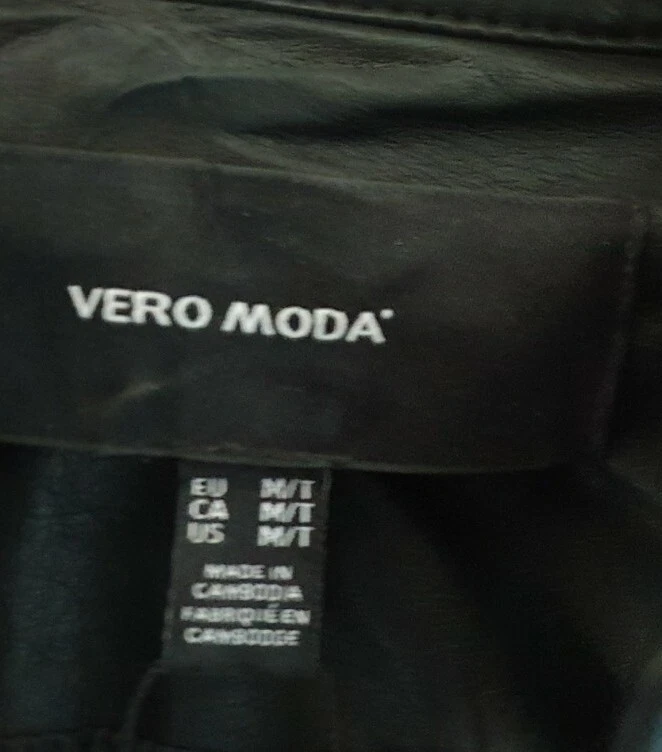 VERO MODA
EU M/T
CA M/T
US M/T
MADE IN
CAMBODIA
FABRIQUÉ EN
CAMBODGE